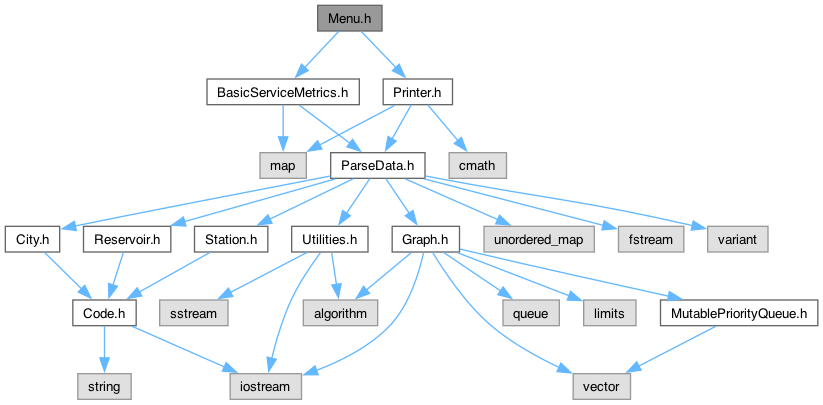 Menu.h
BasicServiceMetrics.h
Printer.h
map
ParseData.h
cmath
City.h
Reservoir.h
Station.h
Utilities.h
Graph.h
unordered_map
fstream
variant
Code.h
sstream
algorithm
queue
limits
MutablePriorityQueue.h
string
iostream
vector